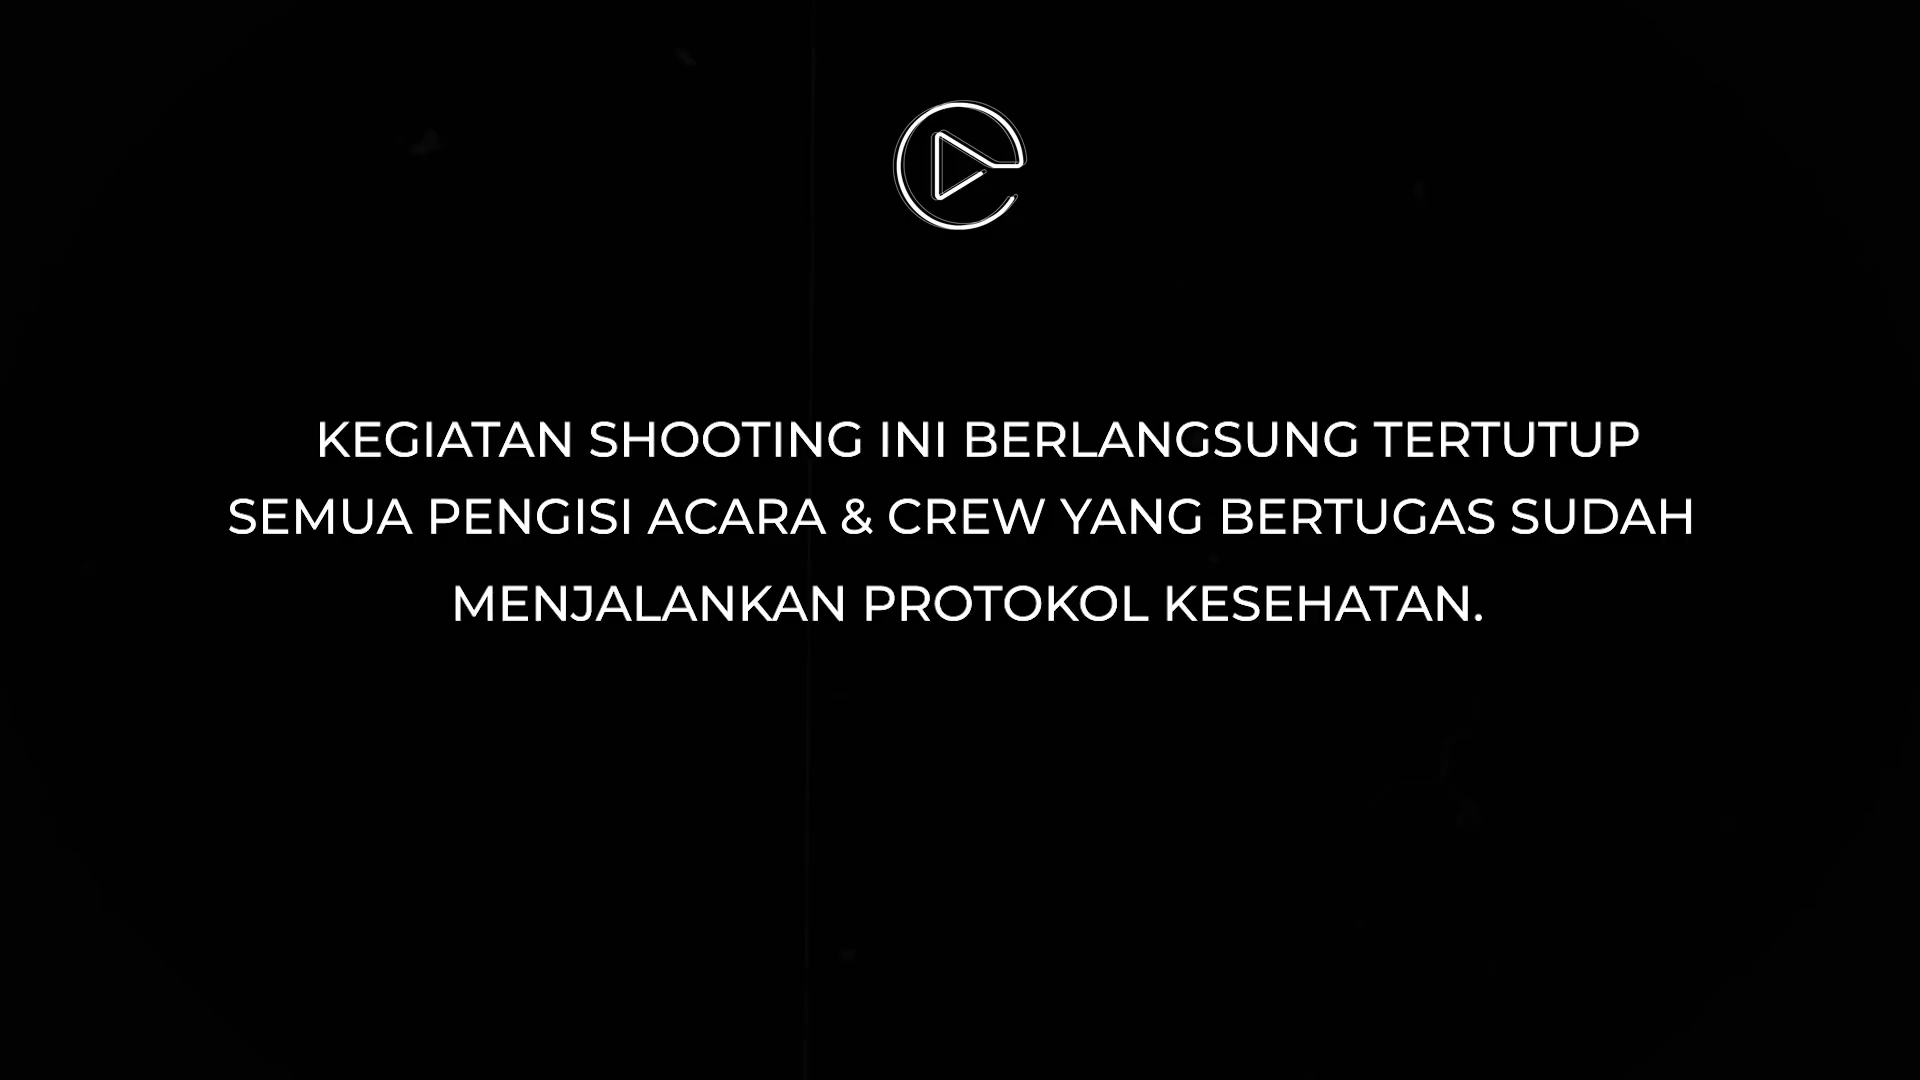 KEGIATAN SHOOTING INI BERLANGSUNG TERTUTUP
SEMUA PENGISI ACARA & CREW YANG BERTUGAS SUDAH
MENJALANKAN PROTOKOL KESEHATAN.